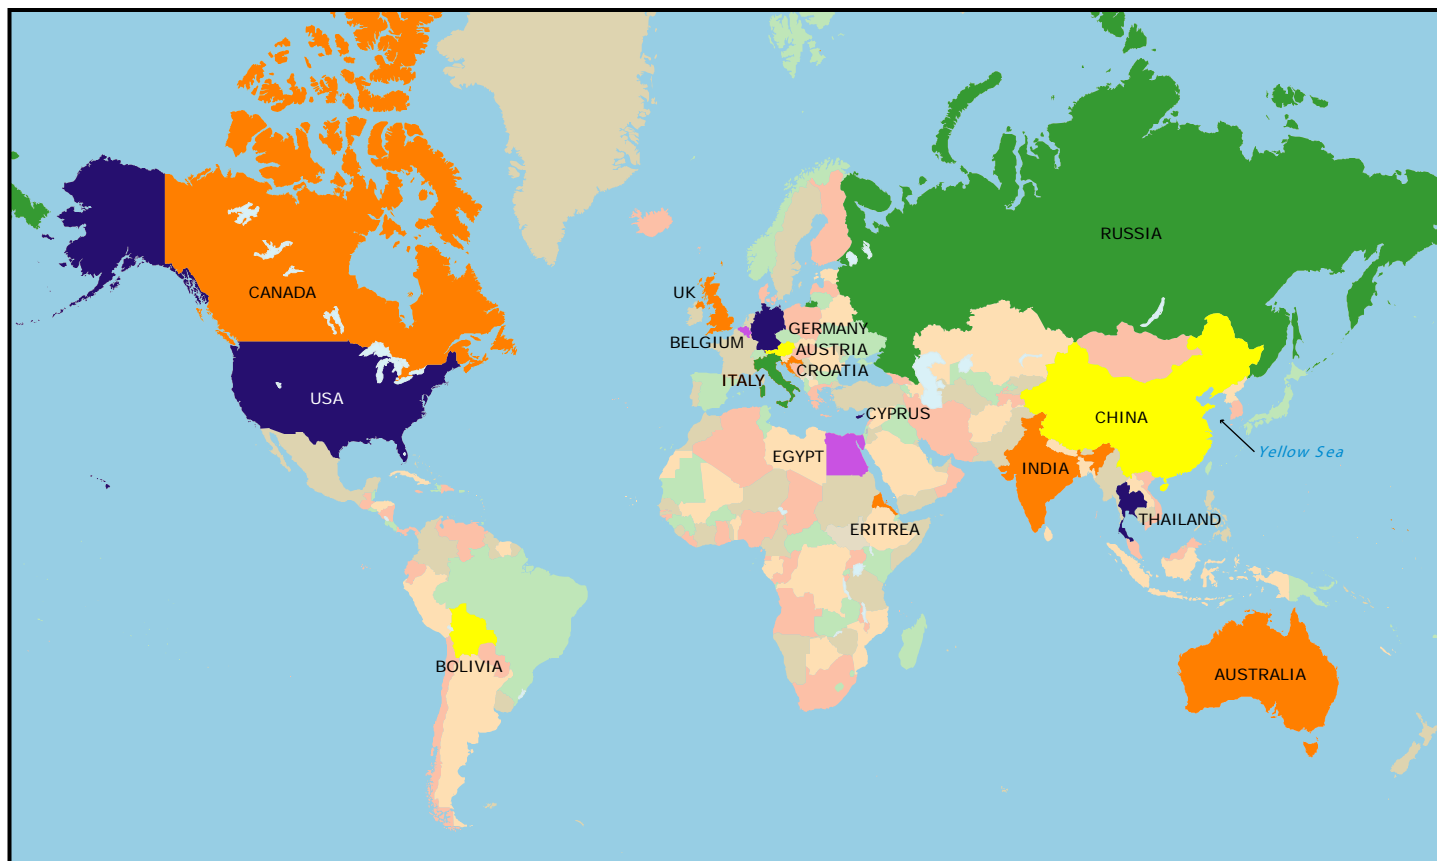 RUSSIA
CANADA
UK
GERMANY
BELGIUM
AUSTRIA
CROATIA
ITALY
USA
CYPRUS
CHINA
EGYPT
Yellow Sea
INDIA
THAILAND
ERITREA
BOLIVIA
AUSTRALIA